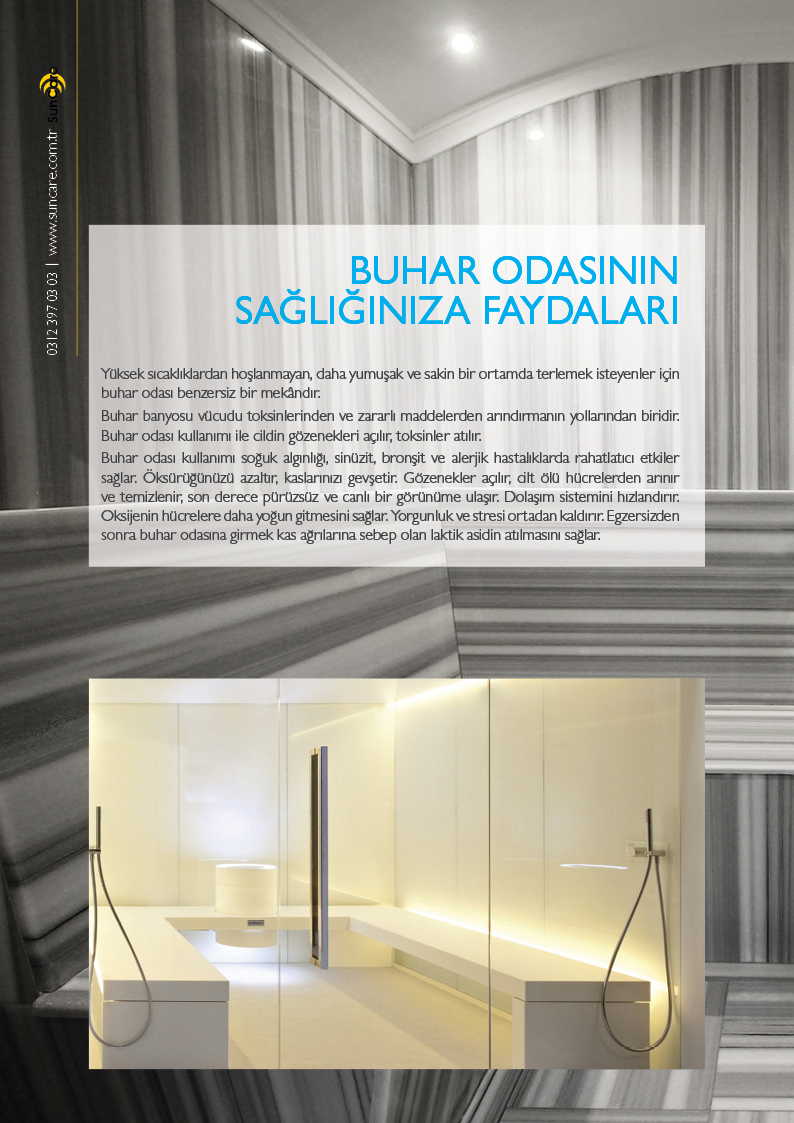 suncare
0312 397 03 03 | www.suncare.com.tr
BUHAR ODASININ
SAĞLIĞINIZA FAYDALARI
Yüksek sıcaklıklardan hoşlanmayan, daha yumuşak ve sakin bir ortamda terlemek isteyenler için
buhar odası benzersiz bir mekândır.
Buhar banyosu vücudu toksinlerinden ve zararlı maddelerden arındırmanın yollarından biridir.
Buhar odası kullanımı ile cildin gözenekleri açılır, toksinler atılır.
Buhar odası kullanımı soğuk algınlığı, sinüzit, bronşit ve alerjik hastalıklarda rahatlatıcı etkiler
sağlar. Öksürüğünüzü azaltır, kaslarınızı gevşetir. Gözenekler açılır, cilt ölü hücrelerden arınır
ve temizlenir, son derece pürüzsüz ve canlı bir görünüme ulaşır. Dolaşım sistemini hızlandırır.
Oksijenin hücrelere daha yoğun gitmesini sağlar. Yorgunluk ve stresi ortadan kaldırır. Egzersizden
sonra buhar odasına girmek kas ağrılarına sebep olan laktik asidin atılmasını sağlar.